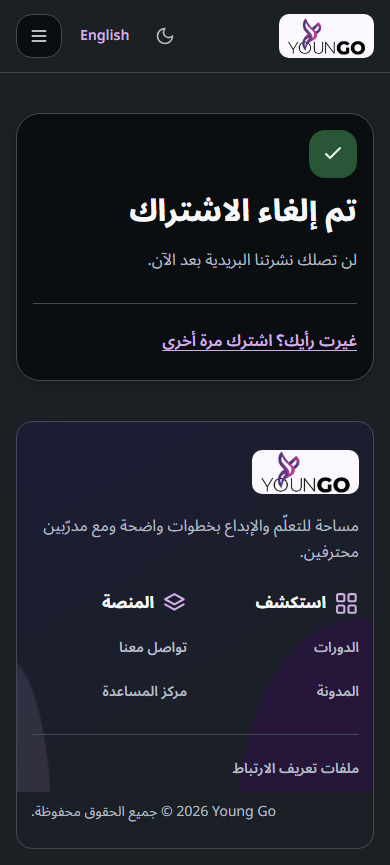 English
YOUNGO
تم إلغاء الاشتراك
لن تصلك نشرتنا البريدية بعد الآن.
غيرت رأيك؟ اشترك مرة أخرى
YOUNGO
مساحة للتعلّم والإبداع بخطوات واضحة ومع مدرّبين
محترفين.
استكشف
المنصة
الدورات
تواصل معنا
المدونة
مركز المساعدة
ملفات تعريف الارتباط
© 2026 Young Go جميع الحقوق محفوظة.